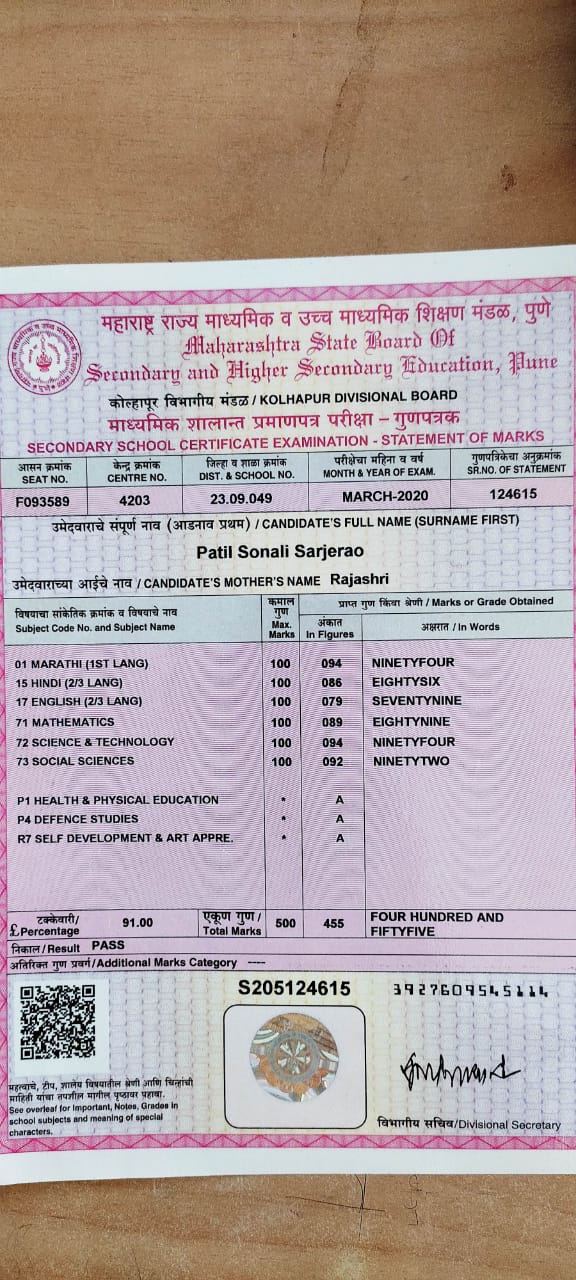 महाराष्ट्र राज्य माध्यमिक व उच्च माध्यमिक शिक्षण मंडळ, पुणे
Maharashtra State Board Of
Secondary and Higher Secondary Education, Pune
कोल्हापूर विभागीय मंडळ / KOLHAPUR DIVISIONAL BOARD
माध्यमिक शालान्त प्रमाणपत्र परीक्षा – गुणपत्रक
SECONDARY SCHOOL CERTIFICATE EXAMINATION - STATEMENT OF MARKS
आसन क्रमांक केन्द्र क्रमांक जिल्हा व शाळा क्रमांक परीक्षेचा महिना व वर्ष गुणपत्रिकेचा अनुक्रमांक
SEAT NO. CENTRE NO. DIST. & SCHOOL NO. MONTH & YEAR OF EXAM. SR.NO. OF STATEMENT
F093589 4203 23.09.049 MARCH-2020 124615
उमेदवाराचे संपूर्ण नाव (आडनाव प्रथम) / CANDIDATE'S FULL NAME (SURNAME FIRST)
Patil Sonali Sarjerao
उमेदवाराच्या आईचे नाव / CANDIDATE'S MOTHER'S NAME Rajashri
विषयाचा सांकेतिक क्रमांक व विषयाचे नाव
Subject Code No. and Subject Name
कमाल
गुण
Max.
Marks
प्राप्त गुण किंवा श्रेणी / Marks or Grade Obtained
अंकात
In Figures
अक्षरात / In Words
01 MARATHI (1ST LANG) 100 094 NINETYFOUR
15 HINDI (2/3 LANG) 100 086 EIGHTYSIX
17 ENGLISH (2/3 LANG) 100 079 SEVENTYNINE
71 MATHEMATICS 100 089 EIGHTYNINE
72 SCIENCE & TECHNOLOGY 100 094 NINETYFOUR
73 SOCIAL SCIENCES 100 092 NINETYTWO
P1 HEALTH & PHYSICAL EDUCATION * A
P4 DEFENCE STUDIES * A
R7 SELF DEVELOPMENT & ART APPRE. * A
टक्केवारी/
£ Percentage
91.00
एकूण गुण /
Total Marks
500 455
FOUR HUNDRED AND
FIFTYFIVE
निकाल / Result PASS
अतिरिक्त गुण प्रवर्ग / Additional Marks Category ----
S205124615
3927609545114
महत्वाचे, टीप, शालेय विषयातील श्रेणी आणि चिन्हांची
माहिती यांचा तपशील मागील पृष्ठावर पहावा.
See overleaf for Important, Notes, Grades in
school subjects and meaning of special
characters.
विभागीय सचिव/Divisional Secretary